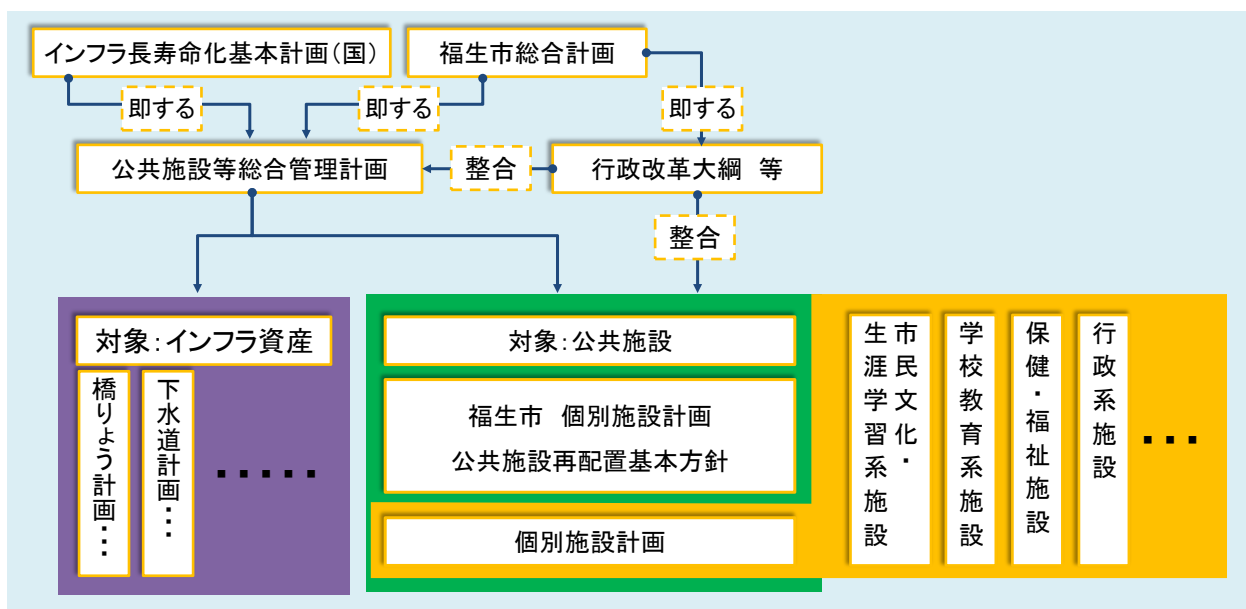 インフラ長寿命化基本計画（国）
福生市総合計画
即する
即する
即する
公共施設等総合管理計画
整合
行政改革大綱　等
整合
対象：インフラ資産
橋りょう計画・・・
下水道計画・・・
・・・・・
対象：公共施設
福生市　個別施設計画
公共施設再配置基本方針
個別施設計画
市民文化・
生涯学習系施設
学校教育系施設
保健・福祉施設
行政系施設
・・・